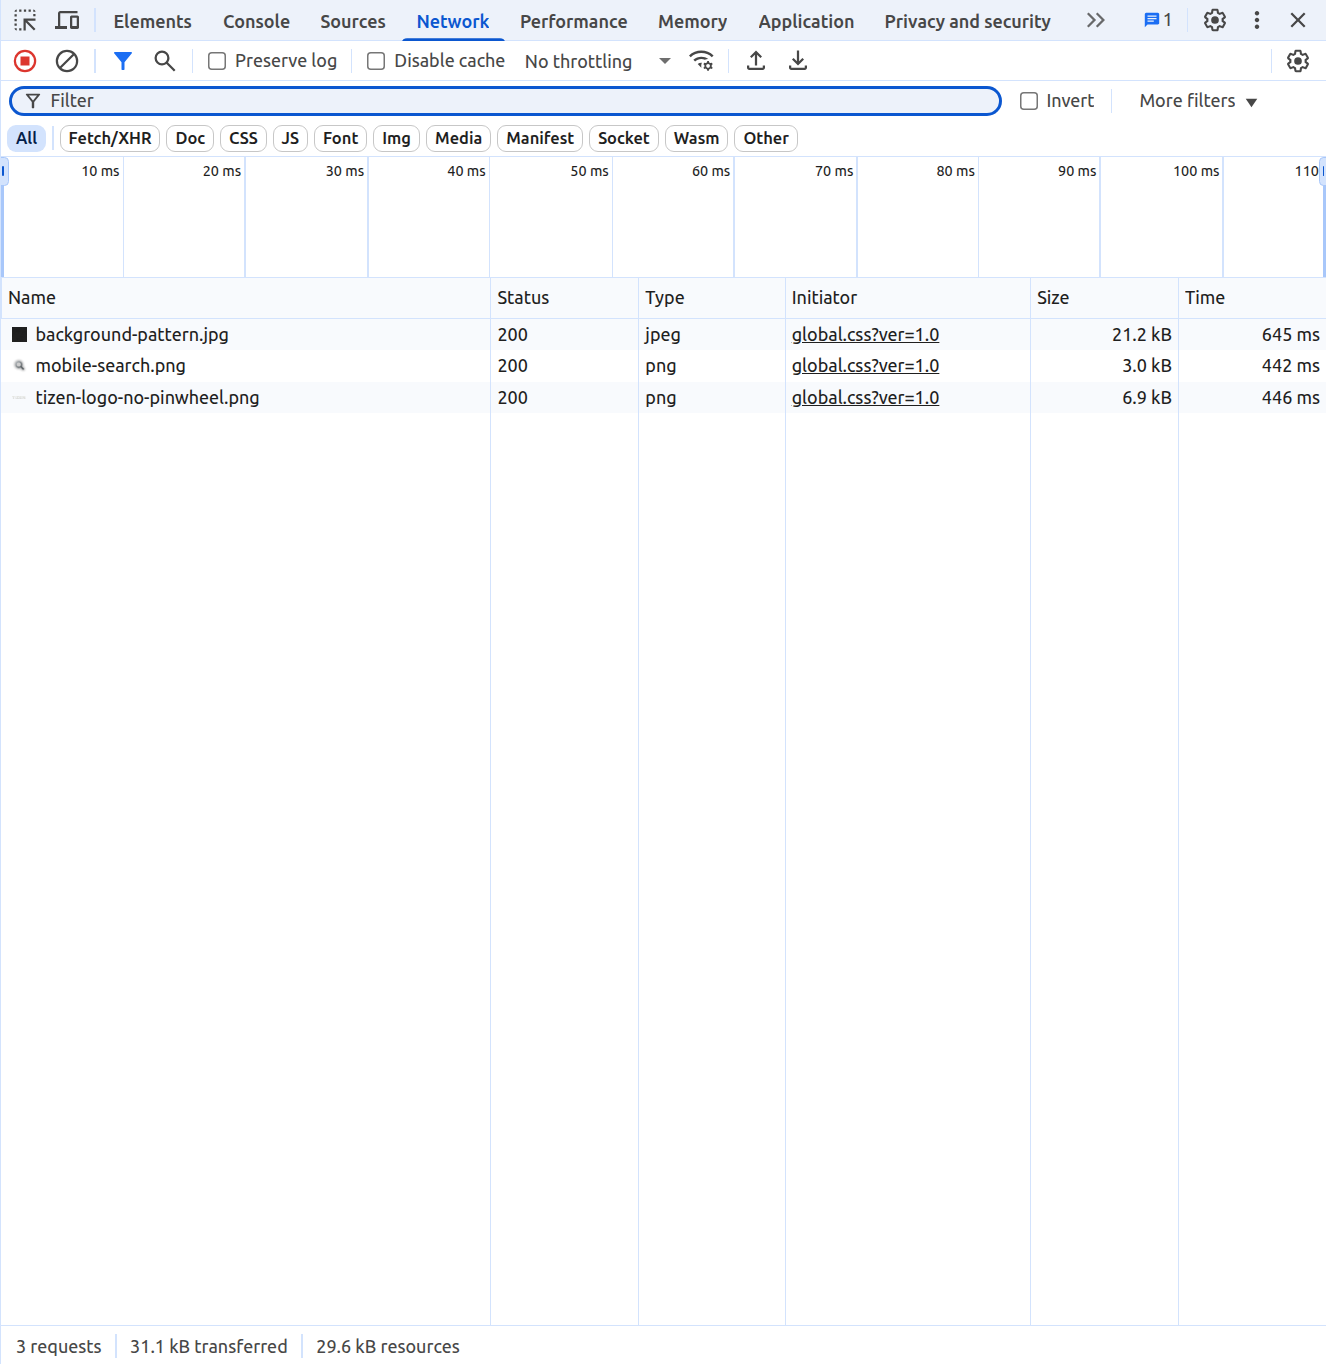 Elements Console Sources Network Performance Memory Application Privacy and security 1
Preserve log Disable cache No throttling
Filter Invert More filters
All Fetch/XHR Doc CSS JS Font Img Media Manifest Socket Wasm Other
10 ms 20 ms 30 ms 40 ms 50 ms 60 ms 70 ms 80 ms 90 ms 100 ms 110
Name Status Type Initiator Size Time
background-pattern.jpg 200 jpeg global.css?ver=1.0 21.2 kB 645 ms
mobile-search.png 200 png global.css?ver=1.0 3.0 kB 442 ms
tizen-logo-no-pinwheel.png 200 png global.css?ver=1.0 6.9 kB 446 ms
3 requests 31.1 kB transferred 29.6 kB resources